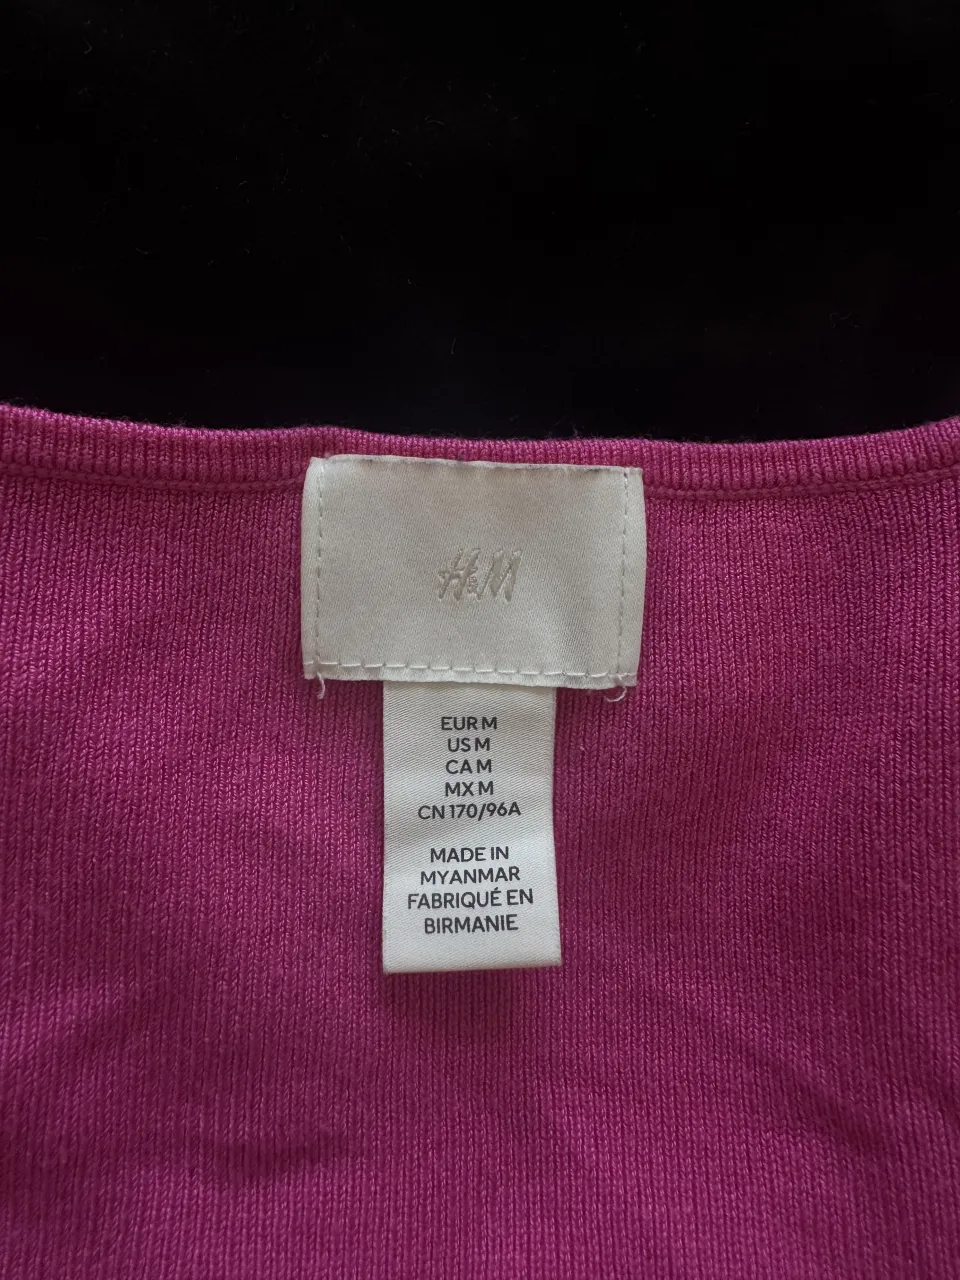 H&M
EUR M
US M
CA M
MX M
CN 170/96A
MADE IN
MYANMAR
FABRIQUÉ EN
BIRMANIE